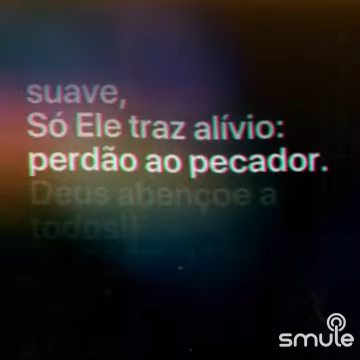 suave,
Só Ele traz alívio:
perdão ao pecador.
Deus abençoe a
todos!!
smule